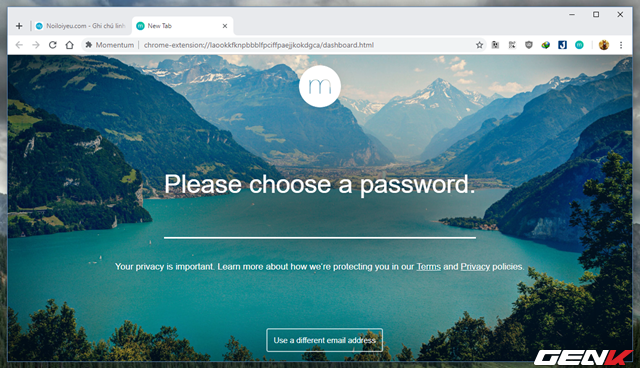 Noiloiyeu.com - Ghi chú linh
New Tab
Momentum | chrome-extension://laookkfknpbbblfpciffpaejjkokdgca/dashboard.html
m
Please choose a password.
Your privacy is important. Learn more about how we're protecting you in our Terms and Privacy policies.
Use a different email address
GENK